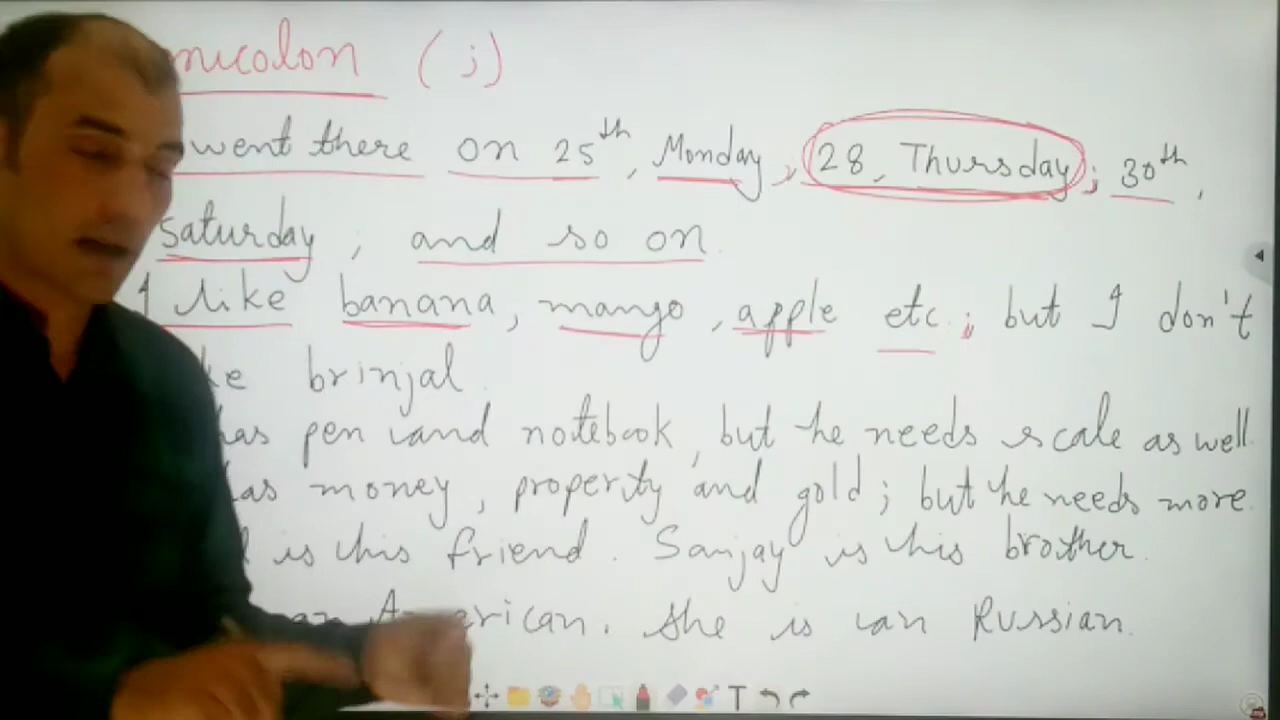 micolon (;)
went there on 25th, Monday, 28, Thursday; 30th,
saturday, and so on.
I like banana, mango, apple etc; but I don't
ke brinjal.
has pen and notebook, but he needs scale as well.
as money, property and gold; but he needs more.
is his friend. Sanjay is his brother.
an American. She is an Russian.
T